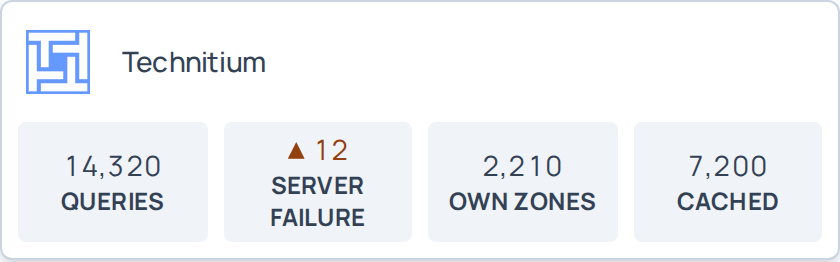 Technitium
14,320
QUERIES
▲ 12
SERVER
FAILURE
2,210
OWN ZONES
7,200
CACHED